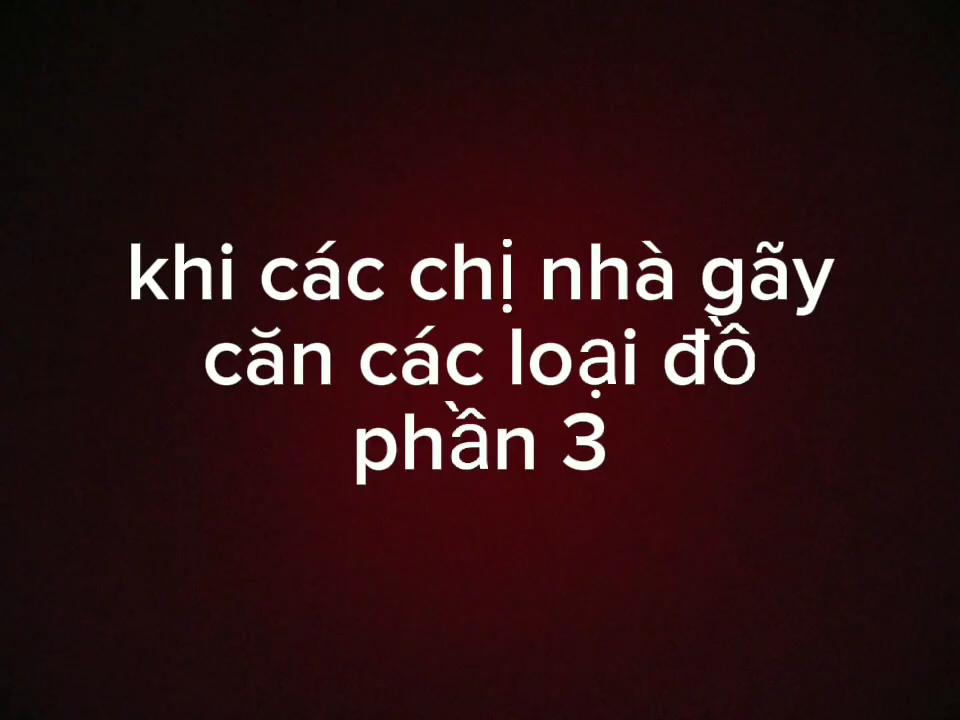 khi các chị nhà gãy
căn các loại đồ
phần 3